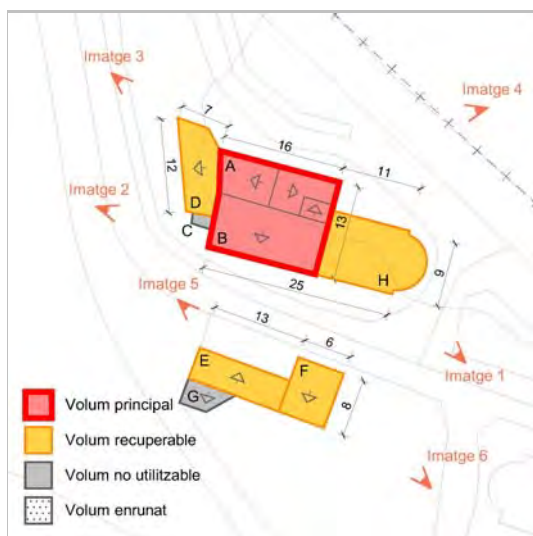 Imatge 3
Imatge 4
7
16
11
A
12
13
Imatge 2
D
C
B
H
9
25
Imatge 5
13
6
E
F
Imatge 1
G
8
Volum principal
Volum recuperable
Imatge 6
Volum no utilitzable
Volum enrunat